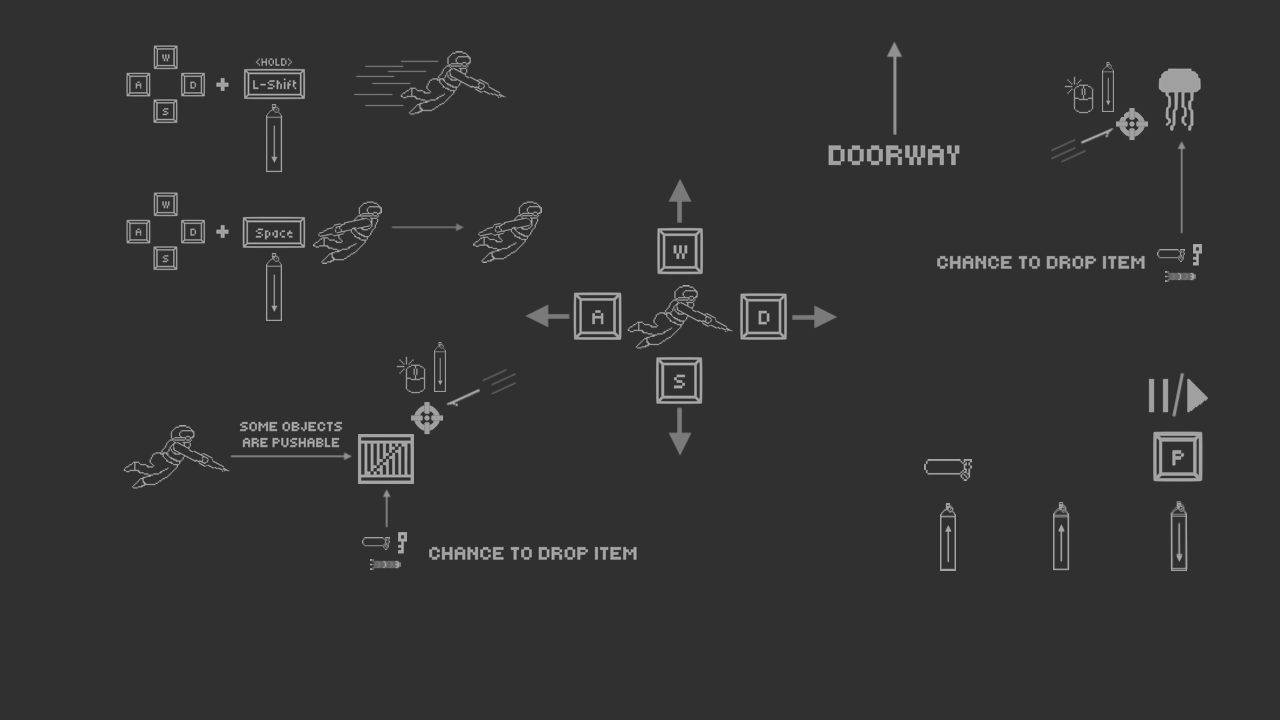 W
<HOLD>
A
D
+
L-Shift
S
DOORWAY
W
A
D
+
Space
S
W
CHANCE TO DROP ITEM
A
D
S
SOME OBJECTS
ARE PUSHABLE
P
CHANCE TO DROP ITEM